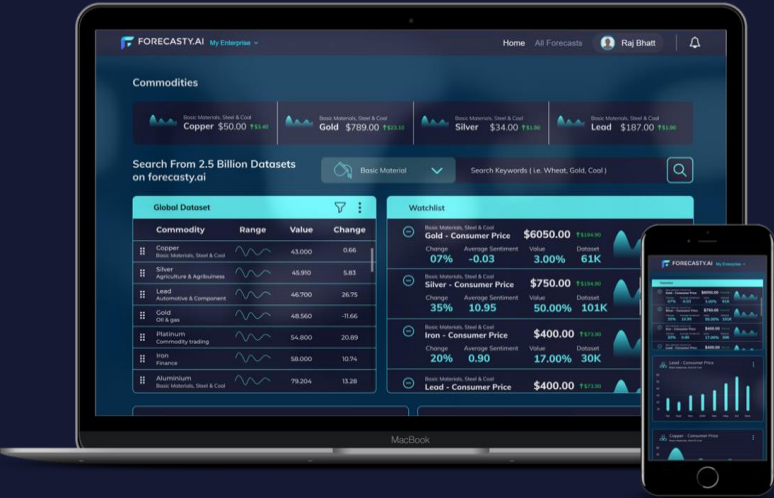 FORECASTY.AI My Enterprise
Home All Forecasts Raj Bhatt
Commodities
Basic Materials, Steel & Coal
Copper $50.00
Basic Materials, Steel & Coal
Gold $789.00
Basic Materials, Steel & Coal
Silver $34.00
Basic Materials, Steel & Coal
Lead $187.00
Search From 2.5 Billion Datasets
on forecasty.ai
Basic Material
Search Keywords ( i.e. Wheat, Gold, Coal )
Global Dataset
Commodity Range Value Change
Copper 43.000 0.66
Basic Materials, Steel & Coal
Silver 45.910 5.83
Agriculture & Agribuiness
Lead 46.700 26.75
Automotive & Component
Gold 48.560 -11.66
Oil & gas
Platinum 54.800 20.89
Commodity trading
Iron 58.000 10.74
Finance
Aluminium 79.204 13.28
Basic Materials, Steel & Coal
Watchlist
Basic Materials, Steel & Coal
Gold - Consumer Price $6050.00 $194.90
Change Average Sentiment Value Dataset
07% -0.03 3.00% 61K
Basic Materials, Steel & Coal
Silver - Consumer Price $750.00 $194.90
Change Average Sentiment Value Dataset
35% 10.95 50.00% 101K
Basic Materials, Steel & Coal
Iron - Consumer Price $400.00 $73.90
Change Average Sentiment Value Dataset
20% 0.90 17.00% 30K
Basic Materials, Steel & Coal
Lead - Consumer Price $400.00 $73.90
MacBook
FORECASTY.AI My Enterprise
Lead - Consumer Price
Copper - Consumer Price